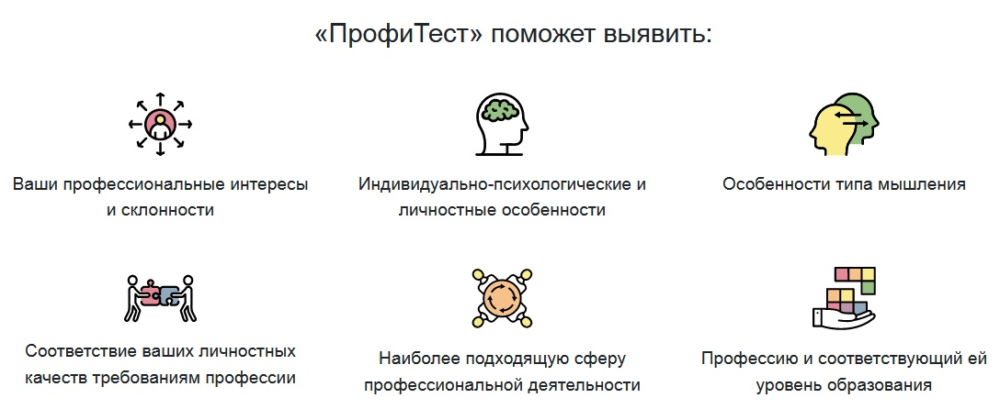 «ПрофиТест» поможет выявить:
Ваши профессиональные интересы
и склонности
Индивидуально-психологические и
личностные особенности
Особенности типа мышления
Соответствие ваших личностных
качеств требованиям профессии
Наиболее подходящую сферу
профессиональной деятельности
Профессию и соответствующий ей
уровень образования